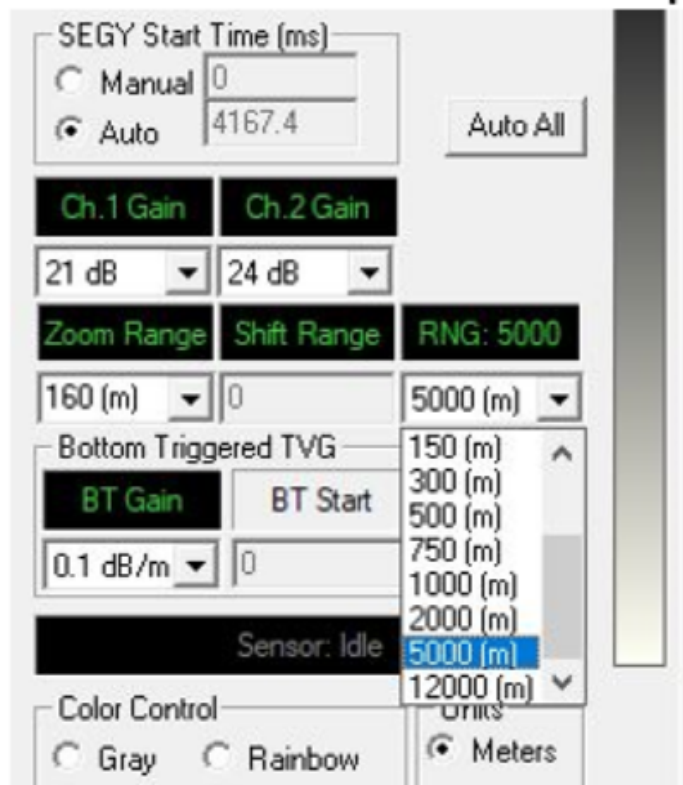 SEGY Start Time (ms)
Manual 0
Auto 4167.4
Auto All
Ch.1 Gain Ch.2 Gain
21 dB 24 dB
Zoom Range Shift Range RNG: 5000
160 (m) 0 5000 (m)
Bottom Triggered TVG
BT Gain BT Start
0.1 dB/m 0
150 (m)
300 (m)
500 (m)
750 (m)
1000 (m)
2000 (m)
5000 (m)
12000 (m)
Sensor: Idle
Color Control
Gray Rainbow
Units
Meters